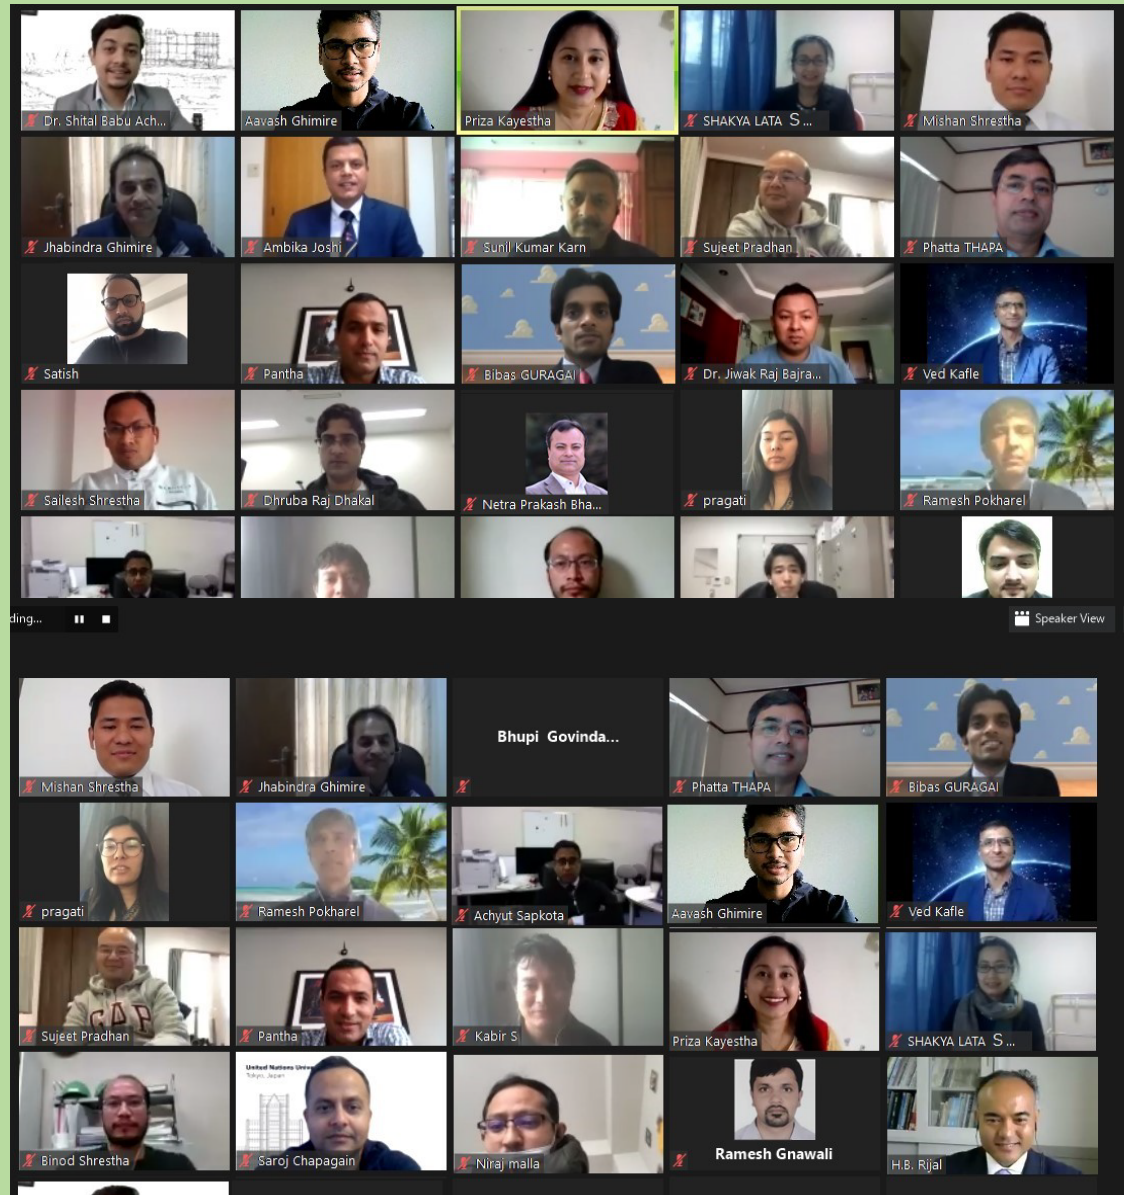 Dr. Shital Babu Ach...
Aavash Ghimire
Priza Kayestha
SHAKYA LATA S...
Mishan Shrestha
Jhabindra Ghimire
Ambika Joshi
Sunil Kumar Karn
Sujeet Pradhan
Phatta THAPA
Satish
Pantha
Bibas GURAGAI
Dr. Jiwak Raj Bajra...
Ved Kafle
Sailesh Shrestha
Dhruba Raj Dhakal
Netra Prakash Bha...
pragati
Ramesh Pokharel
ding...
Speaker View
Mishan Shrestha
Jhabindra Ghimire
Bhupi Govinda...
Phatta THAPA
Bibas GURAGAI
pragati
Ramesh Pokharel
Achyut Sapkota
Aavash Ghimire
Ved Kafle
GAP
Sujeet Pradhan
Pantha
Kabir S
Priza Kayestha
SHAKYA LATA S...
Binod Shrestha
United Nations Unive
Tokyo, Japan
Saroj Chapagain
Niraj malla
Ramesh Gnawali
H.B. Rijal